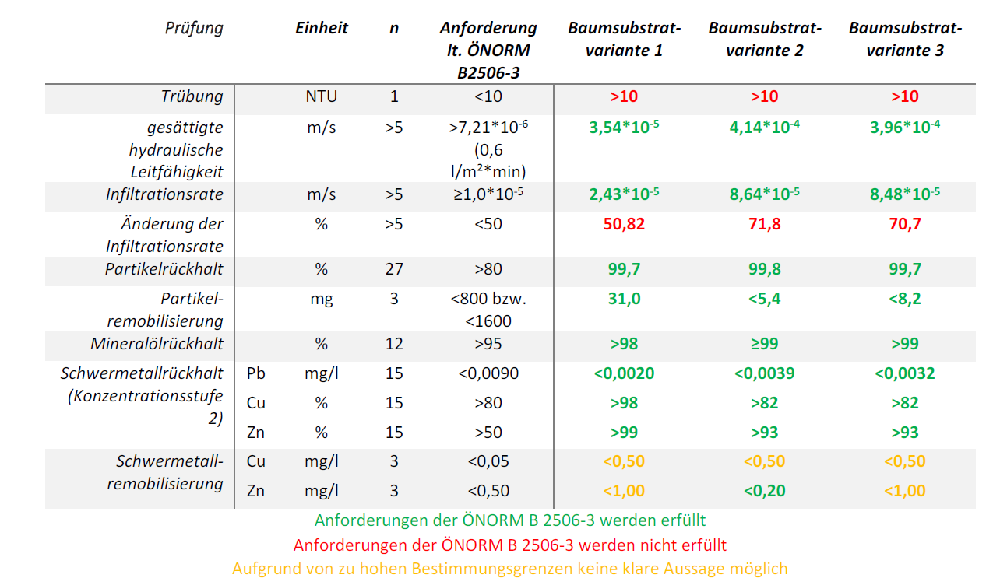 Prüfung Einheit n Anforderung lt. ÖNORM B2506-3 Baumsubstrat-variante 1 Baumsubstrat-variante 2 Baumsubstrat-variante 3
Trübung NTU 1 <10 >10 >10 >10
gesättigte hydraulische Leitfähigkeit m/s >5 >7,21*10⁻⁶ (0,6 l/m²*min) 3,54*10⁻⁵ 4,14*10⁻⁴ 3,96*10⁻⁴
Infiltrationsrate m/s >5 ≥1,0*10⁻⁵ 2,43*10⁻⁵ 8,64*10⁻⁵ 8,48*10⁻⁵
Änderung der Infiltrationsrate % >5 <50 50,82 71,8 70,7
Partikelrückhalt % 27 >80 99,7 99,8 99,7
Partikel-remobilisierung mg 3 <800 bzw. <1600 31,0 <5,4 <8,2
Mineralölrückhalt % 12 >95 >98 ≥99 >99
Schwermetallrückhalt (Konzentrationsstufe 2) Pb mg/l 15 <0,0090 <0,0020 <0,0039 <0,0032
Cu % 15 >80 >98 >82 >82
Zn % 15 >50 >99 >93 >93
Schwermetall-remobilisierung Cu mg/l 3 <0,05 <0,50 <0,50 <0,50
Zn mg/l 3 <0,50 <1,00 <0,20 <1,00
Anforderungen der ÖNORM B 2506-3 werden erfüllt
Anforderungen der ÖNORM B 2506-3 werden nicht erfüllt
Aufgrund von zu hohen Bestimmungsgrenzen keine klare Aussage möglich